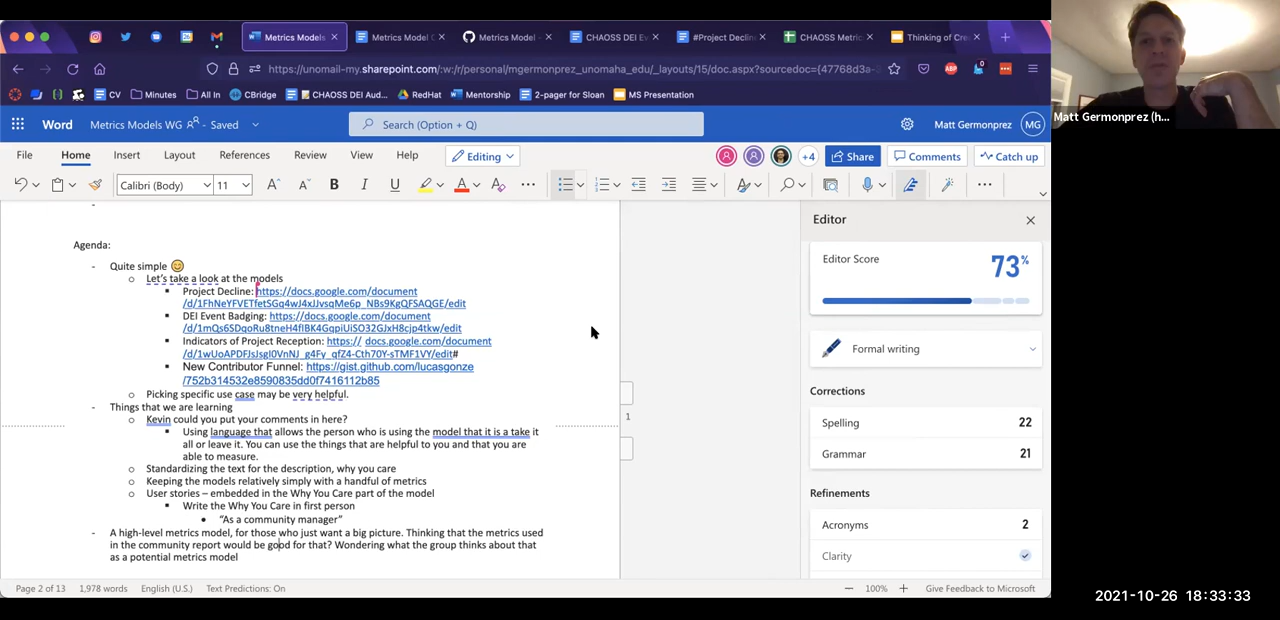 Metrics Models
Metrics Model
Metrics Model -
CHAOSS DEI Ev
#Project Declin
CHAOSS Metric
Thinking of Cre
https://unomail-my.sharepoint.com/:w:/r/personal/mgermonprez_unomaha_edu/_layouts/15/doc.aspx?sourcedoc={47768d3a-
ABP
0
CV
Minutes
All In
CBridge
CHAOSS DEI Aud...
RedHat
Mentorship
2-pager for Sloan
MS Presentation
Matt Germonprez (h...
Word
Metrics Models WG
- Saved
Search (Option + Q)
Matt Germonprez
MG
File
Home
Insert
Layout
References
Review
View
Help
Editing
+4
Share
Comments
Catch up
Calibri (Body)
11
B
I
U
Agenda:
- Quite simple 😊
o Let's take a look at the models
▪ Project Decline: https://docs.google.com/document
/d/1FhNeYFVETfetSGq4wJ4xJJvsqMe6p_NBs9KgQFSAQGE/edit
▪ DEI Event Badging: https://docs.google.com/document
/d/1mQs6SDqoRu8tneH4flBK4GqpiUiSO32GJxH8cjp4tkw/edit
▪ Indicators of Project Reception: https:// docs.google.com/document
/d/1wUoAPDFJsJsgI0VnNJ_g4Fy_qfZ4-Cth70Y-sTMF1VY/edit#
▪ New Contributor Funnel: https://gist.github.com/lucasgonze
/752b314532e8590835dd0f7416112b85
o Picking specific use case may be very helpful.
- Things that we are learning
o Kevin could you put your comments in here?
▪ Using language that allows the person who is using the model that it is a take it
all or leave it. You can use the things that are helpful to you and that you are
able to measure.
o Standardizing the text for the description, why you care
o Keeping the models relatively simply with a handful of metrics
o User stories – embedded in the Why You Care part of the model
▪ Write the Why You Care in first person
• "As a community manager"
- A high-level metrics model, for those who just want a big picture. Thinking that the metrics used
in the community report would be good for that? Wondering what the group thinks about that
as a potential metrics model
1
Editor
Editor Score
73%
Formal writing
Corrections
Spelling 22
Grammar 21
Refinements
Acronyms 2
Clarity
Page 2 of 13
1,978 words
English (U.S.)
Text Predictions: On
100%
Give Feedback to Microsoft
2021-10-26 18:33:33